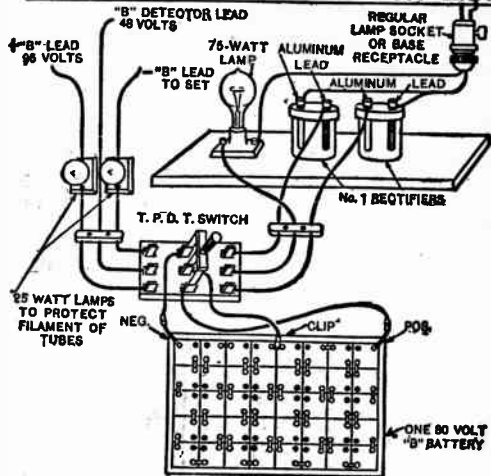 "B" DETECTOR LEAD
48 VOLTS
+"B"-LEAD
96 VOLTS
-"B" LEAD
TO SET
75-WATT
LAMP
REGULAR
LAMP SOCKET
OR BASE
RECEPTACLE
ALUMINUM
LEAD
ALUMINUM
LEAD
No. 1 RECTIFIERS
T. P. D. T. SWITCH
25 WATT LAMPS
TO PROTECT
FILAMENT OF
TUBES
NEG.
CLIP
POS.
ONE 80 VOLT
"B" BATTERY